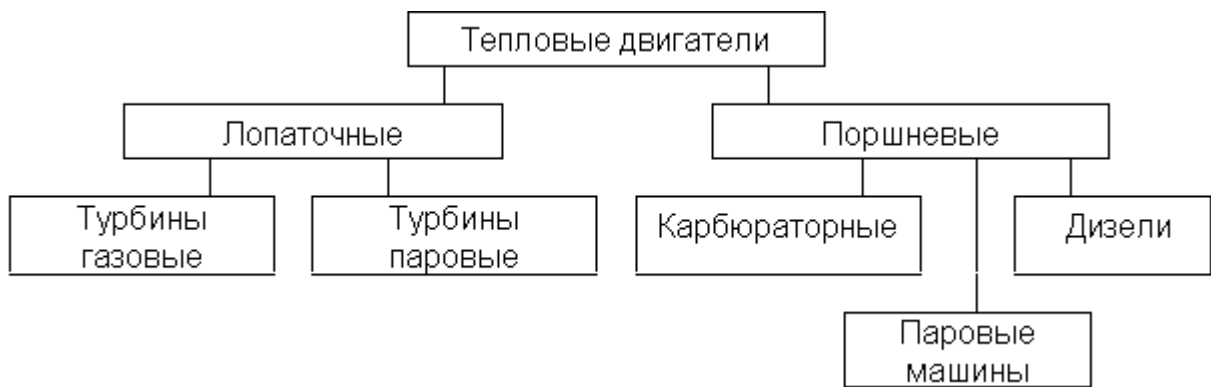 Тепловые двигатели
Лопаточные
Поршневые
Турбины
газовые
Турбины
паровые
Карбюраторные
Дизели
Паровые
машины